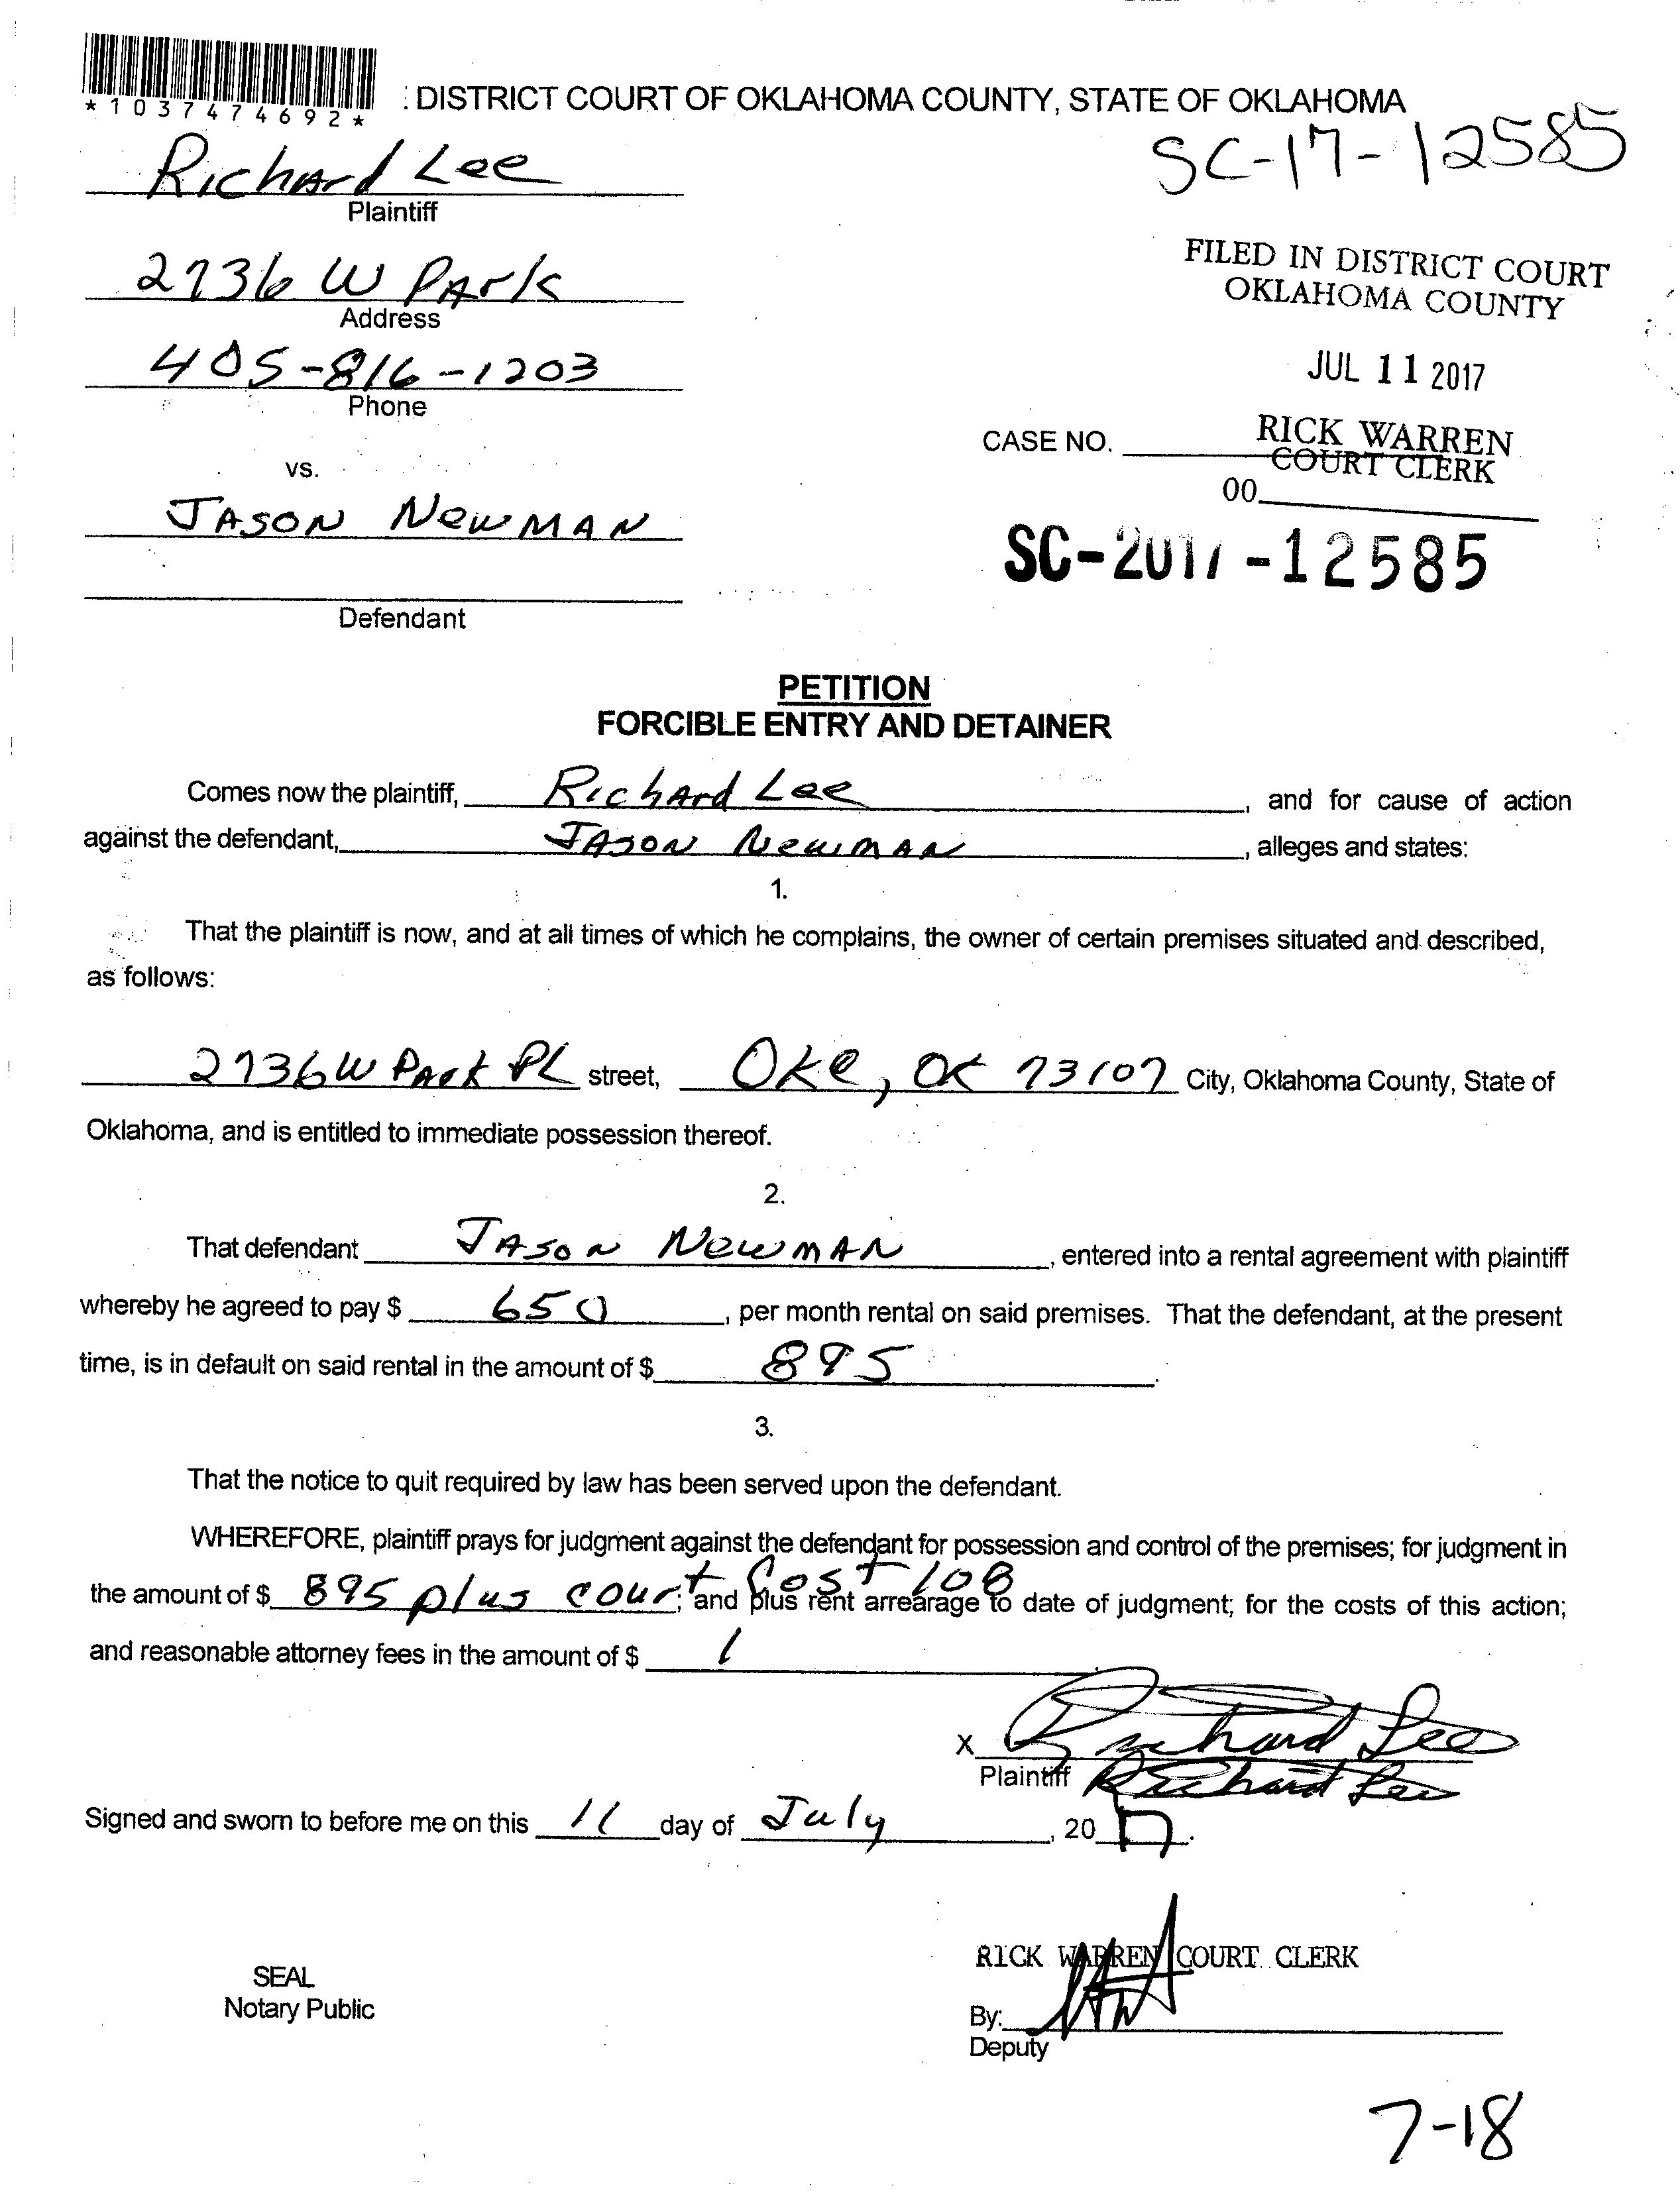 *1037474692*
: DISTRICT COURT OF OKLAHOMA COUNTY, STATE OF OKLAHOMA
SC-17-12585
Richard Lee
Plaintiff
2736 W Park
Address
FILED IN DISTRICT COURT
OKLAHOMA COUNTY
405-816-1203
Phone
JUL 11 2017
CASE NO.
RICK WARREN
COURT CLERK
00
vs.
JASON NEWMAN
SC-2017-12585
Defendant
PETITION
FORCIBLE ENTRY AND DETAINER
Comes now the plaintiff, Richard Lee, and for cause of action
against the defendant, JASON NEWMAN, alleges and states:
1.
That the plaintiff is now, and at all times of which he complains, the owner of certain premises situated and described,
as follows:
2736 W Park PL street, OKC, OK 73107 City, Oklahoma County, State of
Oklahoma, and is entitled to immediate possession thereof.
2.
That defendant JASON NEWMAN, entered into a rental agreement with plaintiff
whereby he agreed to pay $ 650, per month rental on said premises. That the defendant, at the present
time, is in default on said rental in the amount of $ 895.
3.
That the notice to quit required by law has been served upon the defendant.
WHEREFORE, plaintiff prays for judgment against the defendant for possession and control of the premises; for judgment in
the amount of $ 895 plus court Cost 108; and plus rent arrearage to date of judgment; for the costs of this action;
and reasonable attorney fees in the amount of $
X Richard Lee
Plaintiff Richard Lee
Signed and sworn to before me on this 11 day of July, 2017.
RICK WARREN COURT CLERK
SEAL
Notary Public
By:
Deputy
7-18